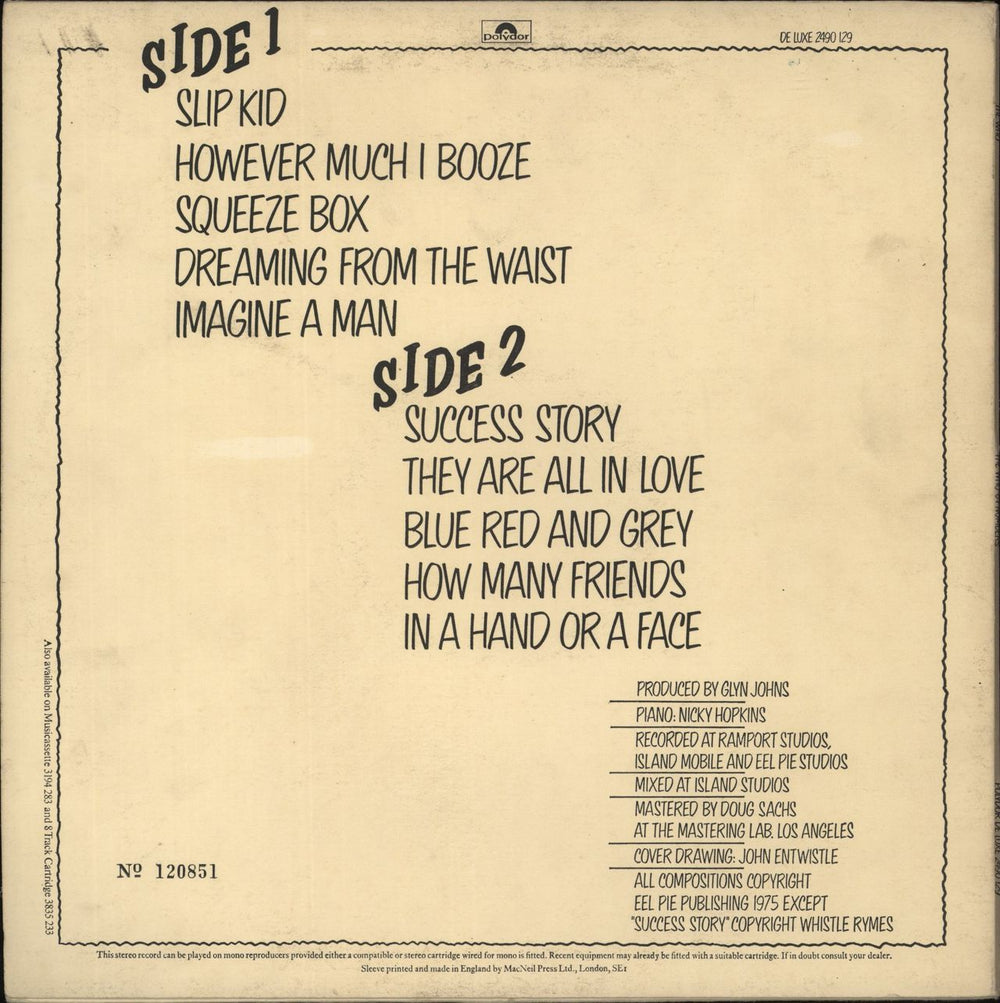 Polydor
DE LUXE 2490 129
SIDE 1
SLIP KID
HOWEVER MUCH I BOOZE
SQUEEZE BOX
DREAMING FROM THE WAIST
IMAGINE A MAN
SIDE 2
SUCCESS STORY
THEY ARE ALL IN LOVE
BLUE RED AND GREY
HOW MANY FRIENDS
IN A HAND OR A FACE
PRODUCED BY GLYN JOHNS
PIANO: NICKY HOPKINS
RECORDED AT RAMPORT STUDIOS,
ISLAND MOBILE AND EEL PIE STUDIOS
MIXED AT ISLAND STUDIOS
MASTERED BY DOUG SACHS
AT THE MASTERING LAB. LOS ANGELES
COVER DRAWING: JOHN ENTWISTLE
ALL COMPOSITIONS COPYRIGHT
EEL PIE PUBLISHING 1975 EXCEPT
"SUCCESS STORY" COPYRIGHT WHISTLE RYMES
Nº 120851
Also available on Musicassette 3194 283 and 8 Track Cartridge 3835 233
This stereo record can be played on mono reproducers provided either a compatible or stereo cartridge wired for mono is fitted. Recent equipment may already be fitted with a suitable cartridge. If in doubt consult your dealer.
Sleeve printed and made in England by MacNeil Press Ltd., London, SE1